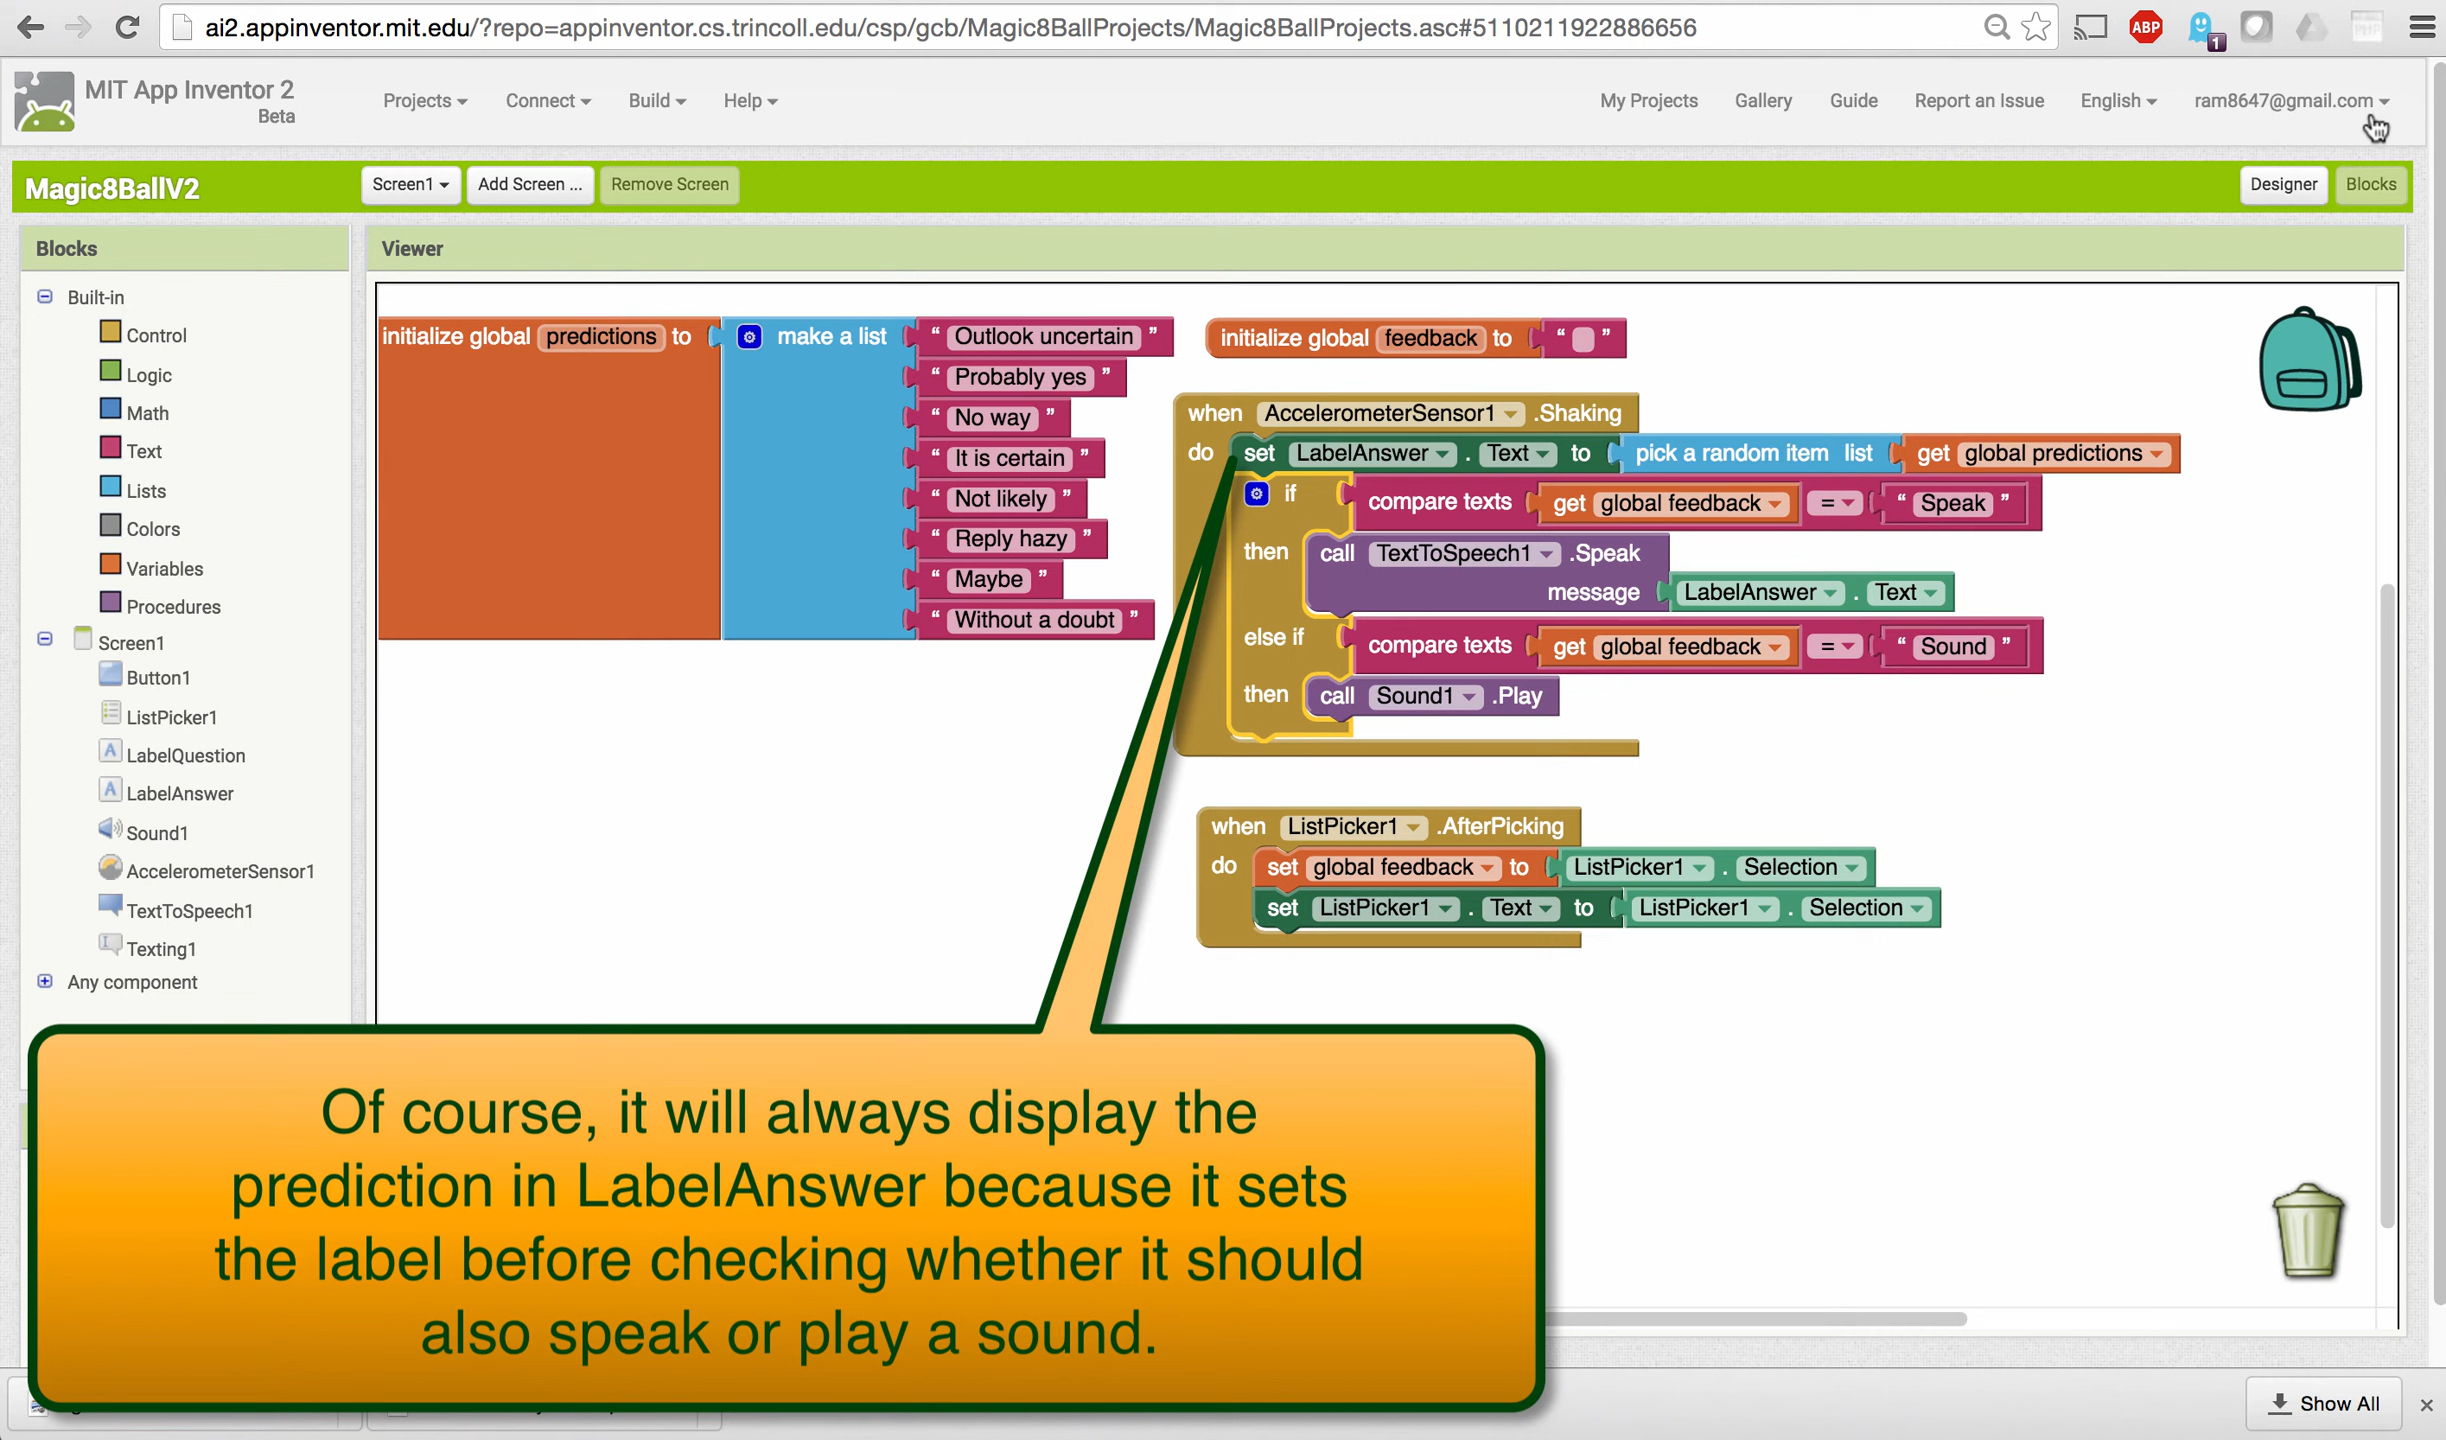 ai2.appinventor.mit.edu/?repo=appinventor.cs.trincoll.edu/csp/gcb/Magic8BallProjects/Magic8BallProjects.asc#5110211922886656
ABP
1
MIT App Inventor 2
Beta
Projects Connect Build Help
My Projects Gallery Guide Report an Issue English ram8647@gmail.com
Magic8BallV2
Screen1 Add Screen ... Remove Screen
Designer Blocks
Blocks
Built-in
Control
Logic
Math
Text
Lists
Colors
Variables
Procedures
Screen1
Button1
ListPicker1
LabelQuestion
LabelAnswer
Sound1
AccelerometerSensor1
TextToSpeech1
Texting1
Any component
Viewer
initialize global predictions to make a list " Outlook uncertain "
" Probably yes "
" No way "
" It is certain "
" Not likely "
" Reply hazy "
" Maybe "
" Without a doubt "
initialize global feedback to " "
when AccelerometerSensor1 .Shaking
do set LabelAnswer . Text to pick a random item list get global predictions
if compare texts get global feedback = " Speak "
then call TextToSpeech1 .Speak
message LabelAnswer . Text
else if compare texts get global feedback = " Sound "
then call Sound1 .Play
when ListPicker1 .AfterPicking
do set global feedback to ListPicker1 . Selection
set ListPicker1 . Text to ListPicker1 . Selection
Of course, it will always display the
prediction in LabelAnswer because it sets
the label before checking whether it should
also speak or play a sound.
Show All